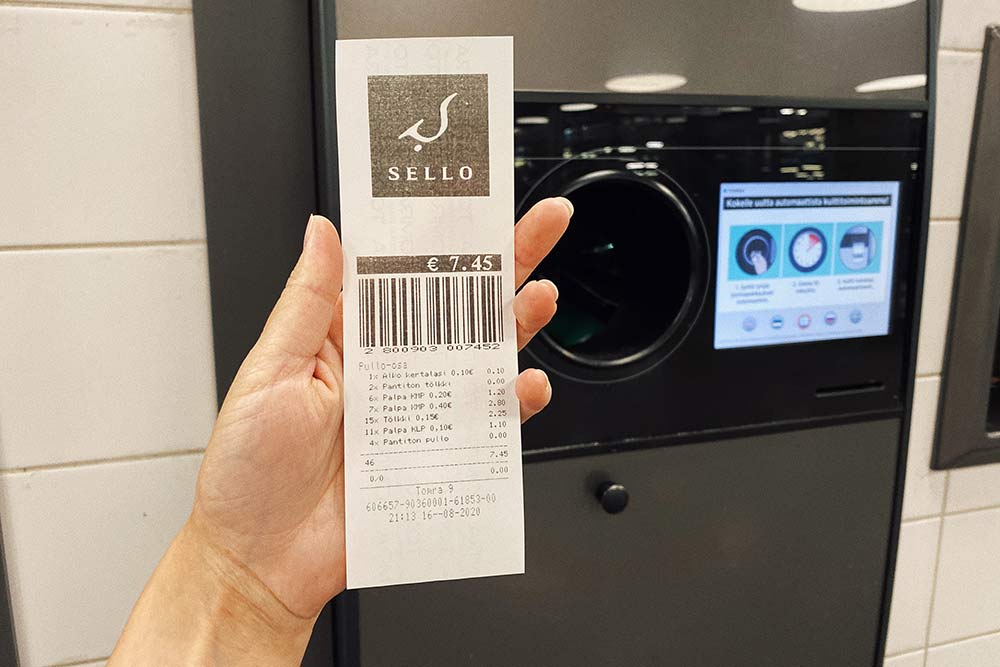 SELLO
€ 7.45
2 800903 007452
Pullo-osa
1x Alko kertalasi 0.10€ 0.10
2x Pantiton tölkki 0.00
6x Palpa KMP 0.20€ 1.20
7x Palpa KMP 0.40€ 2.80
15x Tölkki 0.15€ 2.25
11x Palpa KLP 0.10€ 1.10
4x Pantiton pullo 0.00
46 7.45
0/0 0.00
Tomra 9
606657-90360001-61853-00
21:13 16--08-2020
Kokeile uutta automaattista kuittitoimintoamme!